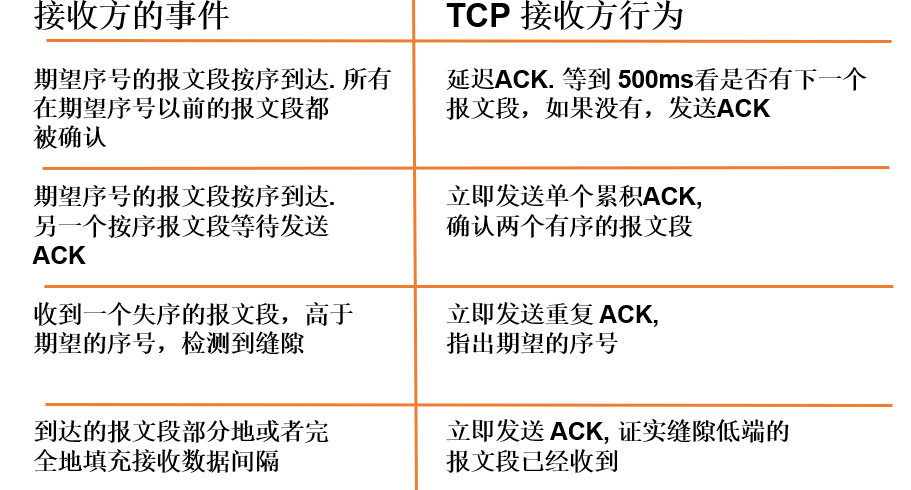 接收方的事件
TCP 接收方行为
期望序号的报文段按序到达. 所有
在期望序号以前的报文段都
被确认
延迟ACK. 等到 500ms看是否有下一个
报文段，如果没有，发送ACK
期望序号的报文段按序到达.
另一个按序报文段等待发送
ACK
立即发送单个累积ACK,
确认两个有序的报文段
收到一个失序的报文段，高于
期望的序号，检测到缝隙
立即发送重复 ACK,
指出期望的序号
到达的报文段部分地或者完
全地填充接收数据间隔
立即发送 ACK, 证实缝隙低端的
报文段已经收到